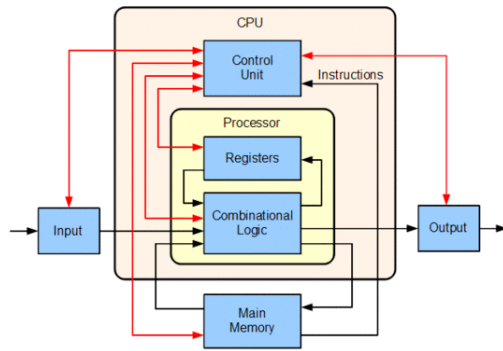 CPU
Control
Unit
Instructions
Processor
Registers
Combinational
Logic
Input
Output
Main
Memory